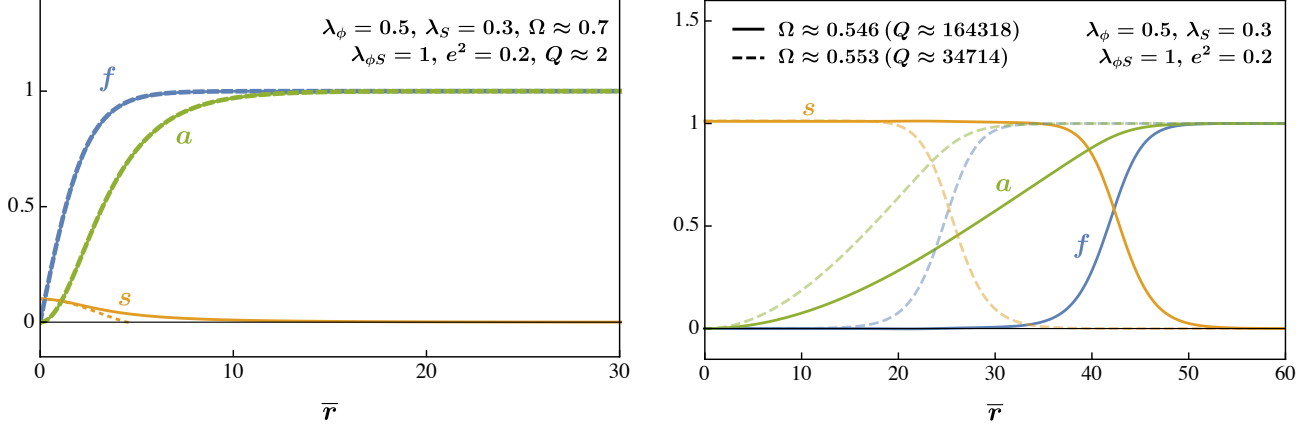 λ_ϕ = 0.5, λ_S = 0.3, Ω ≈ 0.7
λ_ϕS = 1, e² = 0.2, Q ≈ 2
f
a
s
1
0.5
0
0 10 20 30
r̅
Ω ≈ 0.546 (Q ≈ 164318)
Ω ≈ 0.553 (Q ≈ 34714)
λ_ϕ = 0.5, λ_S = 0.3
λ_ϕS = 1, e² = 0.2
s
a
f
1.5
1
0.5
0
0 10 20 30 40 50 60
r̅